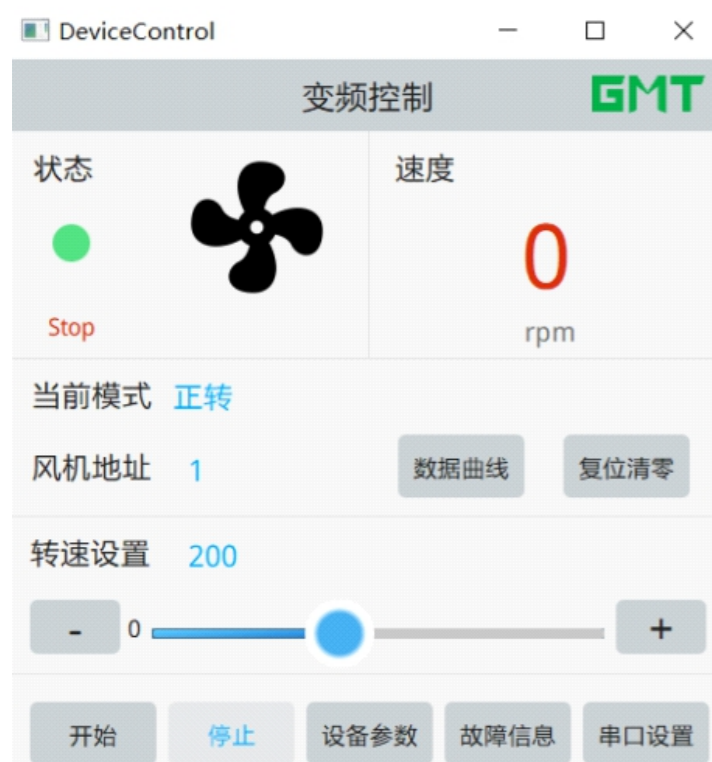 DeviceControl
变频控制 GMT
状态
速度
0
Stop
rpm
当前模式 正转
风机地址 1 数据曲线 复位清零
转速设置 200
- 0 +
开始 停止 设备参数 故障信息 串口设置